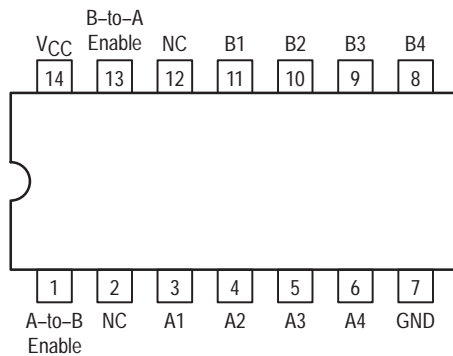 B–to–A
VCC Enable NC B1 B2 B3 B4
14 13 12 11 10 9 8
1 2 3 4 5 6 7
A–to–B NC A1 A2 A3 A4 GND
Enable